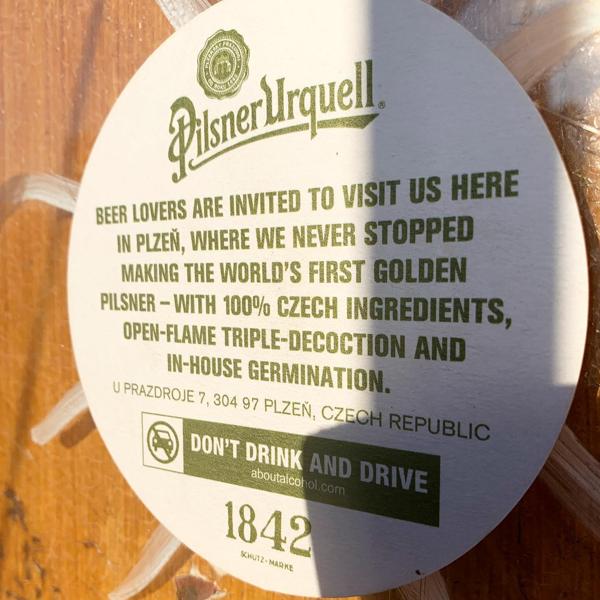 Pilsner Urquell®
BEER LOVERS ARE INVITED TO VISIT US HERE
IN PLZEŇ, WHERE WE NEVER STOPPED
MAKING THE WORLD'S FIRST GOLDEN
PILSNER – WITH 100% CZECH INGREDIENTS,
OPEN-FLAME TRIPLE-DECOCTION AND
IN-HOUSE GERMINATION.
U PRAZDROJE 7, 304 97 PLZEŇ, CZECH REPUBLIC
DON'T DRINK AND DRIVE
aboutalcohol.com
1842
SCHUTZ-MARKE